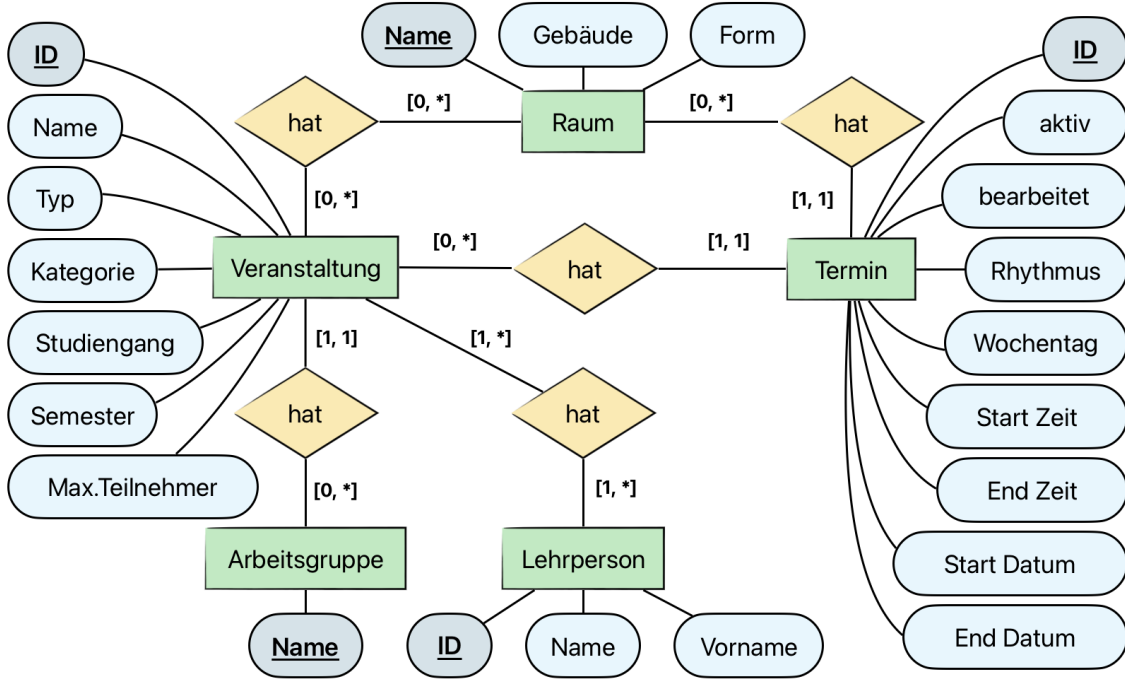 Name
Gebäude
Form
ID
ID
hat
[0, *]
Raum
[0, *]
hat
Name
aktiv
Typ
[0, *]
[1, 1]
bearbeitet
Kategorie
Veranstaltung
[0, *]
hat
[1, 1]
Termin
Rhythmus
Studiengang
[1, 1]
[1, *]
Wochentag
Semester
hat
hat
Start Zeit
Max.Teilnehmer
[0, *]
[1, *]
End Zeit
Arbeitsgruppe
Lehrperson
Start Datum
Name
ID
Name
Vorname
End Datum